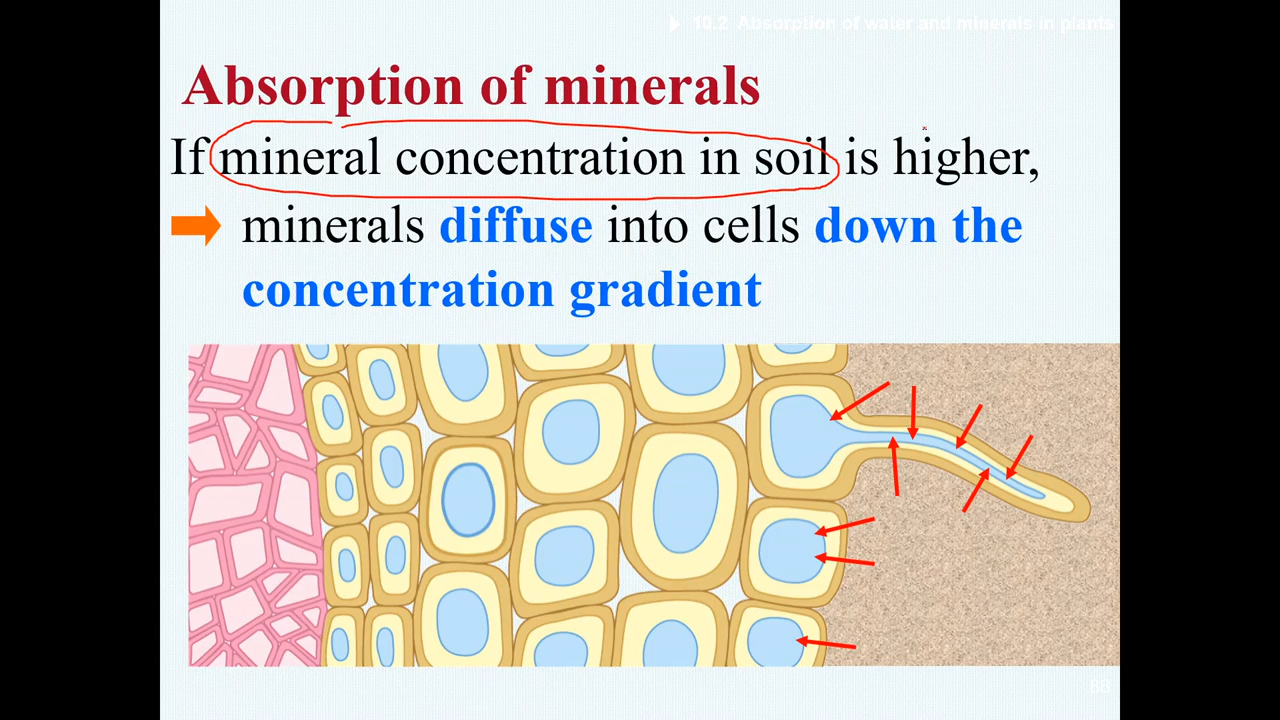 10.2 Absorption of water and minerals in plants
Absorption of minerals
If mineral concentration in soil is higher,
minerals diffuse into cells down the
concentration gradient
86